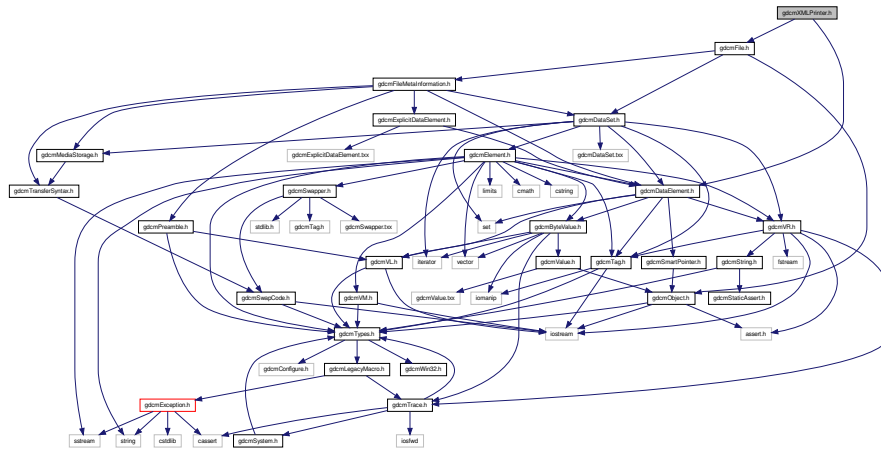 gdcmXMLPrinter.h
gdcmFile.h
gdcmFileMetaInformation.h
gdcmExplicitDataElement.h
gdcmDataSet.h
gdcmMediaStorage.h
gdcmExplicitDataElement.txx
gdcmElement.h
gdcmDataSet.txx
gdcmTransferSyntax.h
gdcmSwapper.h
limits
cmath
cstring
gdcmDataElement.h
stdlib.h
gdcmTag.h
gdcmSwapper.txx
gdcmPreamble.h
set
gdcmByteValue.h
gdcmVR.h
gdcmVL.h
iterator
vector
gdcmValue.h
gdcmTag.h
gdcmSmartPointer.h
gdcmString.h
fstream
gdcmSwapCode.h
gdcmVM.h
gdcmValue.txx
iomanip
gdcmObject.h
gdcmStaticAssert.h
gdcmTypes.h
iostream
assert.h
gdcmConfigure.h
gdcmLegacyMacro.h
gdcmWin32.h
gdcmException.h
gdcmTrace.h
sstream
string
cstdlib
cassert
gdcmSystem.h
iosfwd